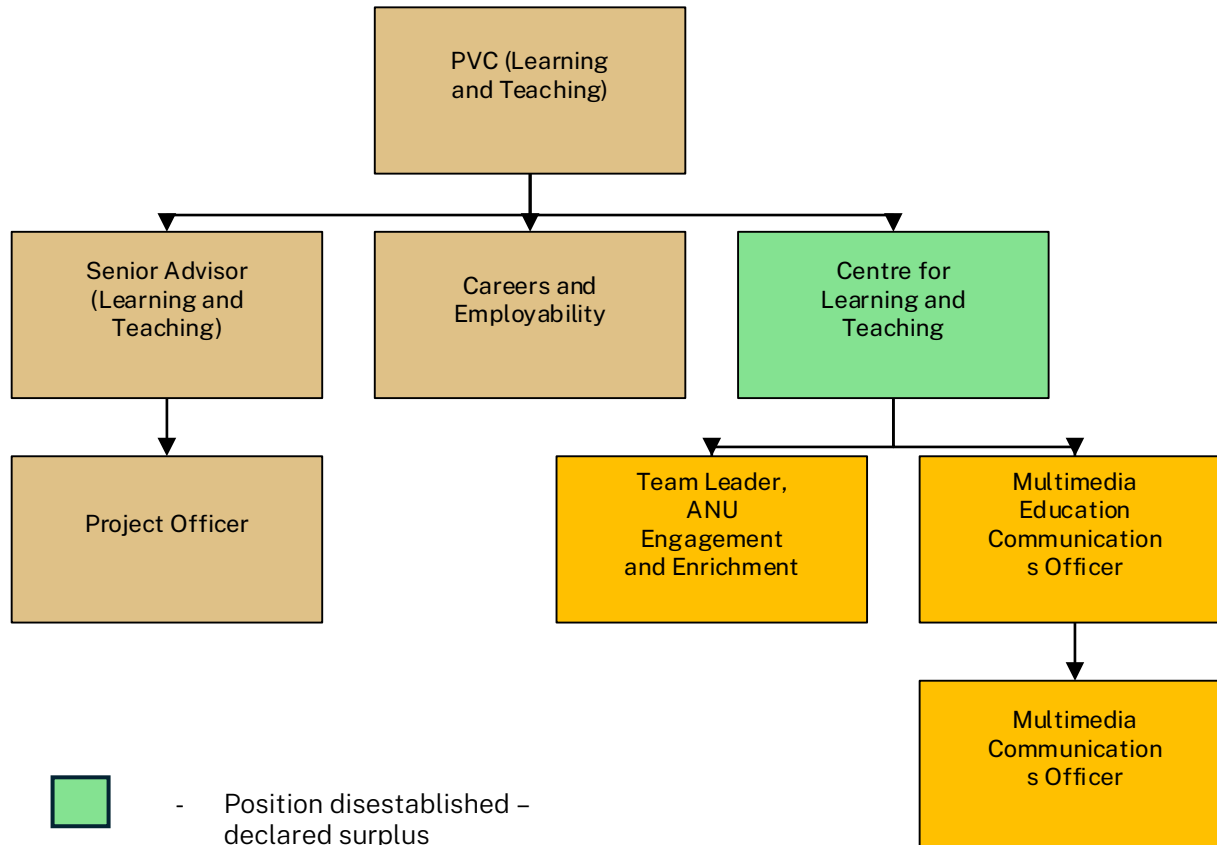 PVC (Learning
and Teaching)
Senior Advisor
(Learning and
Teaching)
Careers and
Employability
Centre for
Learning and
Teaching
Project Officer
Team Leader,
ANU
Engagement
and Enrichment
Multimedia
Education
Communication
s Officer
Multimedia
Communication
s Officer
- Position disestablished –
declared surplus